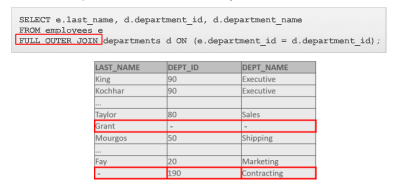 SELECT e.last_name, d.department_id, d.department_name
FROM employees e
FULL OUTER JOIN departments d ON (e.department_id = d.department_id);
LAST_NAME DEPT_ID DEPT_NAME
King 90 Executive
Kochhar 90 Executive
...
Taylor 80 Sales
Grant - -
Mourgos 50 Shipping
...
Fay 20 Marketing
- 190 Contracting